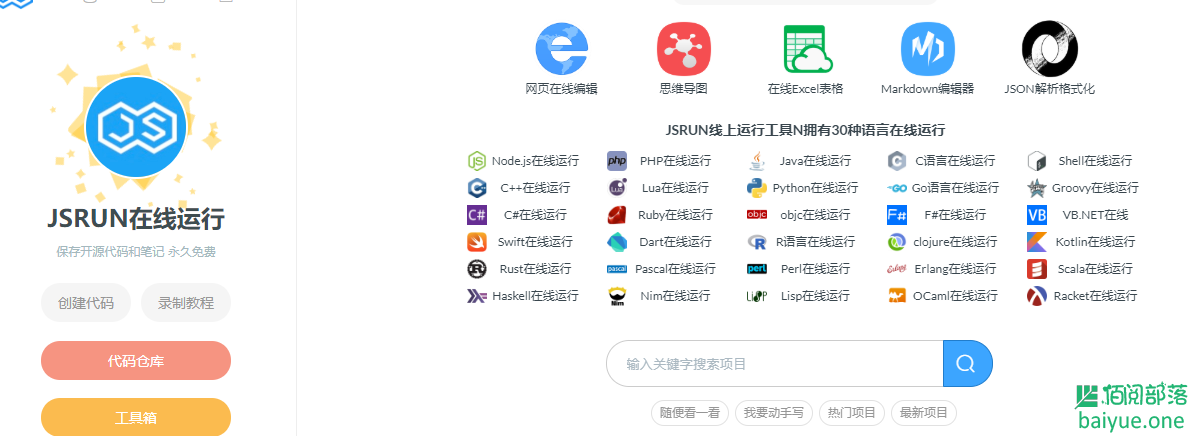 JS
JSRUN在线运行
保存开源代码和笔记 永久免费
创建代码
录制教程
代码仓库
工具箱
网页在线编辑
思维导图
在线Excel表格
Markdown编辑器
JSON解析格式化
JSRUN线上运行工具N拥有30种语言在线运行
JS Node.js在线运行
php PHP在线运行
Java在线运行
C C语言在线运行
Shell在线运行
C++在线运行
Lua在线运行
Python在线运行
GO Go语言在线运行
Groovy在线运行
C# C#在线运行
Ruby在线运行
objc objc在线运行
F# F#在线运行
VB VB.NET在线
Swift在线运行
Dart在线运行
R R语言在线运行
clojure在线运行
Kotlin在线运行
Rust在线运行
pascal Pascal在线运行
perl Perl在线运行
Erlang Erlang在线运行
Scala在线运行
Haskell在线运行
Nim Nim在线运行
LISP Lisp在线运行
OCaml在线运行
Racket在线运行
输入关键字搜索项目
随便看一看
我要动手写
热门项目
最新项目
佰阅部落
baiyue.one